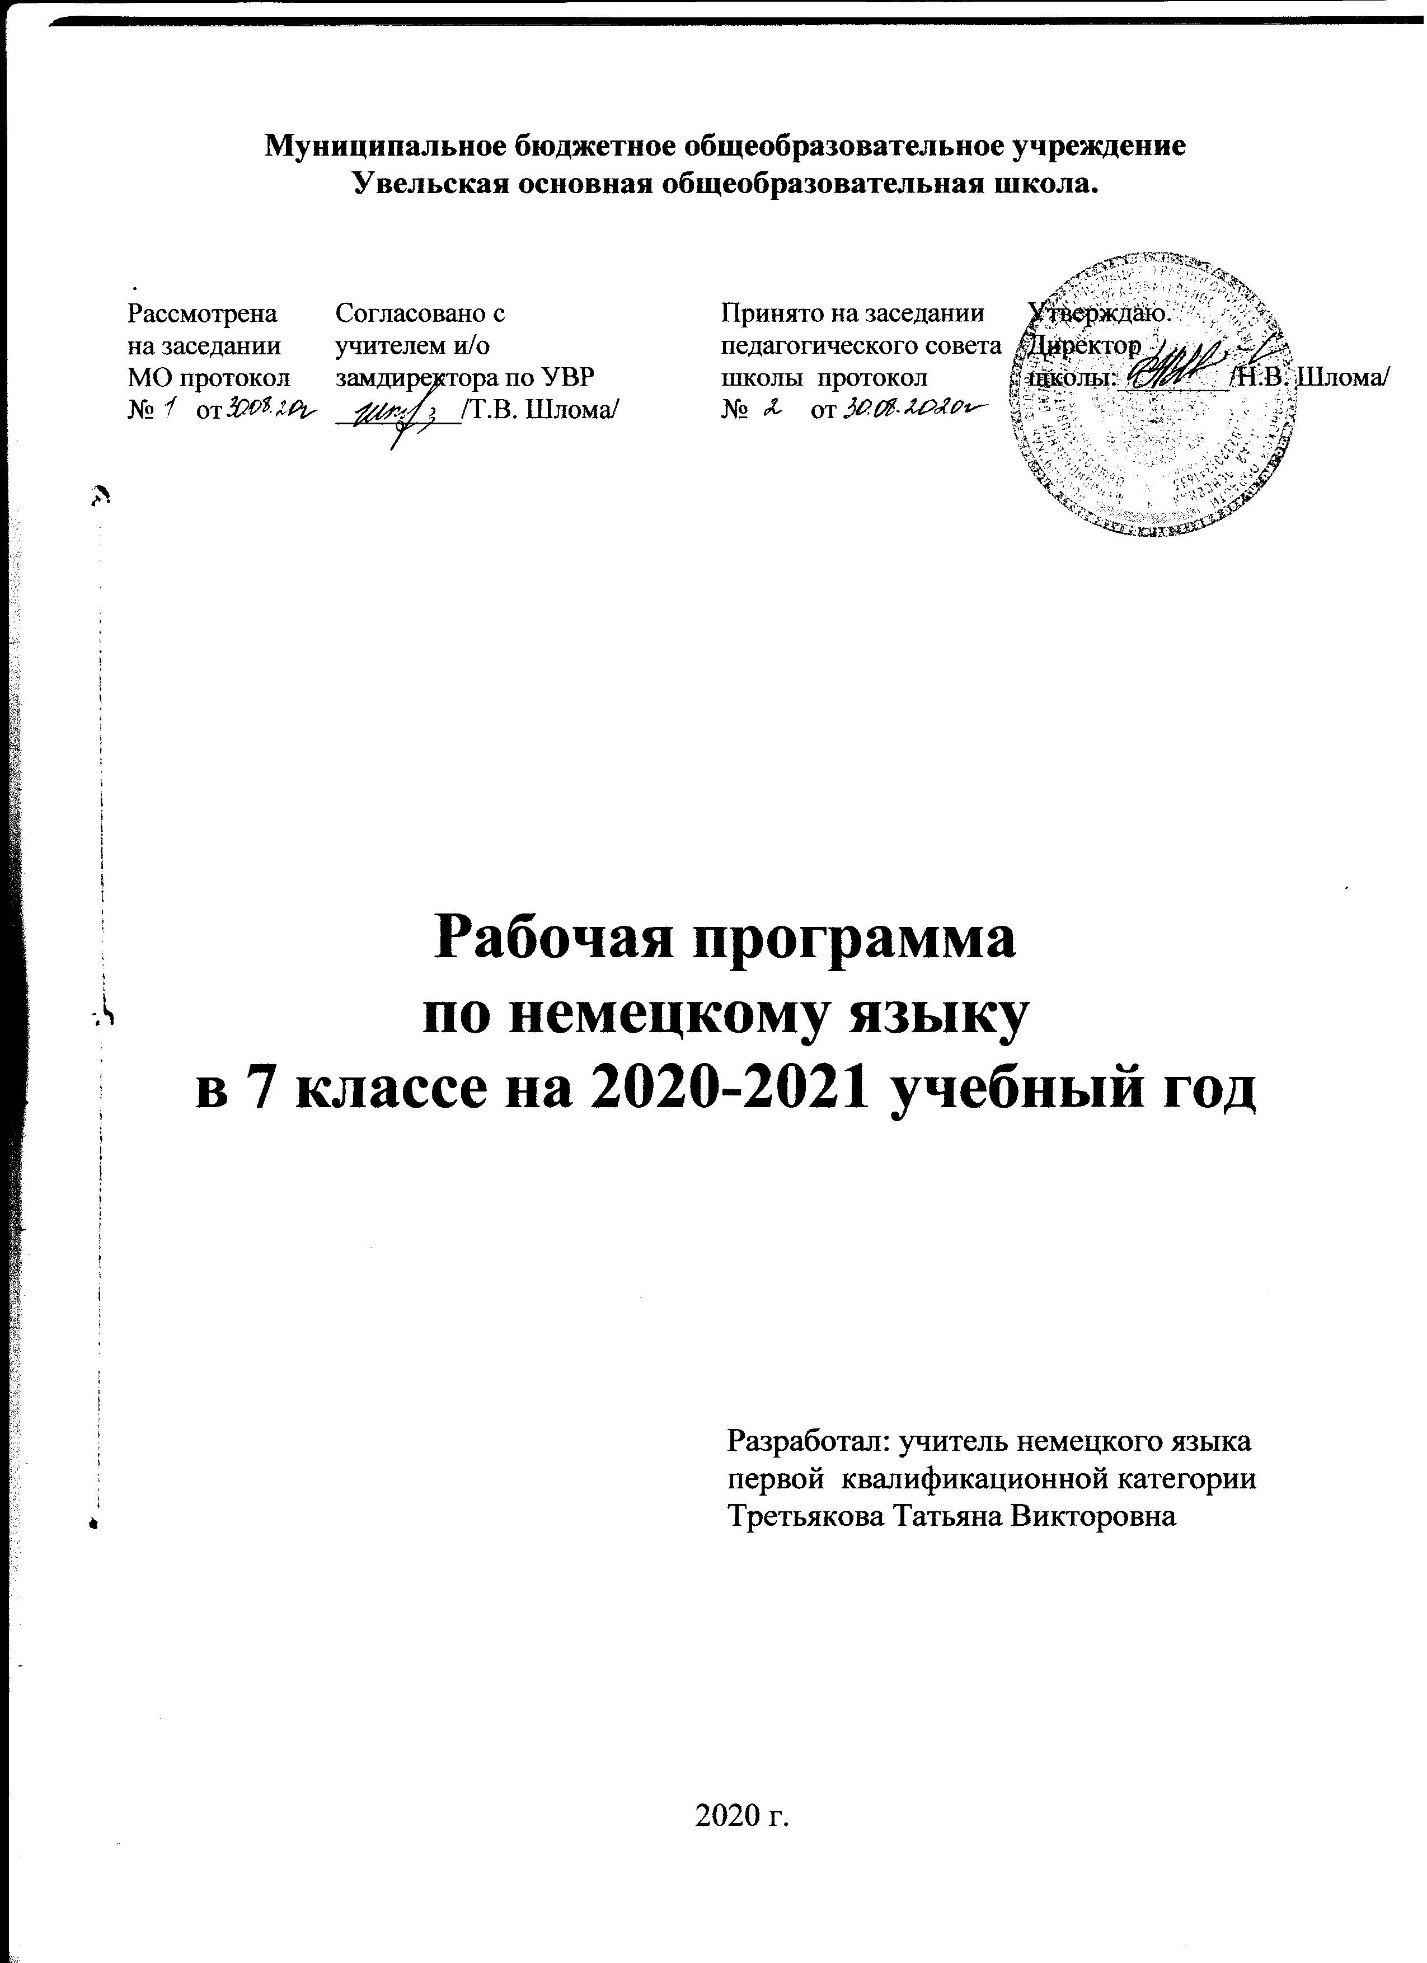 Муниципальное бюджетное общеобразовательное учреждение
Увельская основная общеобразовательная школа.
Рассмотрена
на заседании
МО протокол
№ 1 от 30.08.20г
Согласовано с
учителем и/о
замдиректора по УВР
/Т.В. Шлома/
Принято на заседании
педагогического совета
школы протокол
№ 2 от 30.08.2020г
Утверждаю.
Директор
школы: /Н.В. Шлома/
Рабочая программа
по немецкому языку
в 7 классе на 2020-2021 учебный год
Разработал: учитель немецкого языка
первой квалификационной категории
Третьякова Татьяна Викторовна
2020 г.